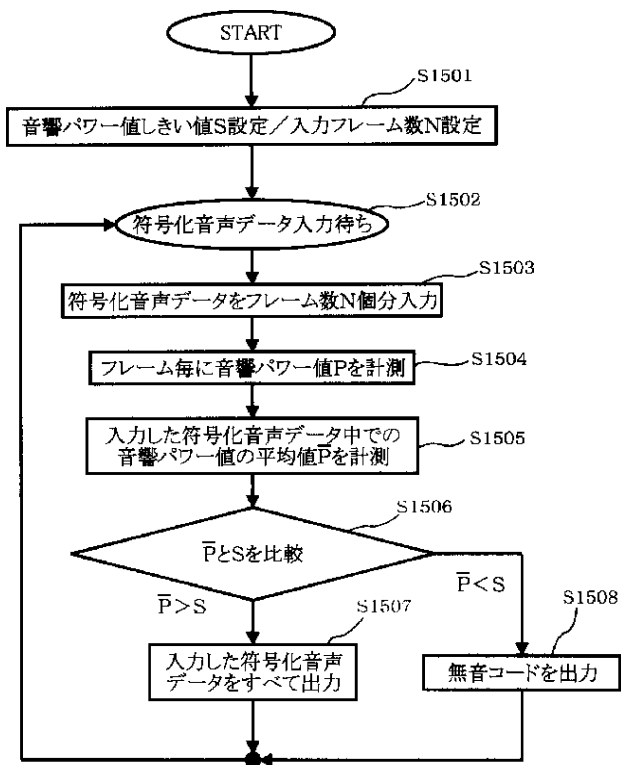 START
S1501
音響パワー値しきい値S設定／入力フレーム数N設定
S1502
符号化音声データ入力待ち
S1503
符号化音声データをフレーム数N個分入力
フレーム毎に音響パワー値Pを計測
S1504
入力した符号化音声データ中での
音響パワー値の平均値P̅を計測
S1505
S1506
P̅とSを比較
P̅＞S
P̅＜S
S1507
S1508
入力した符号化音声
データをすべて出力
無音コードを出力